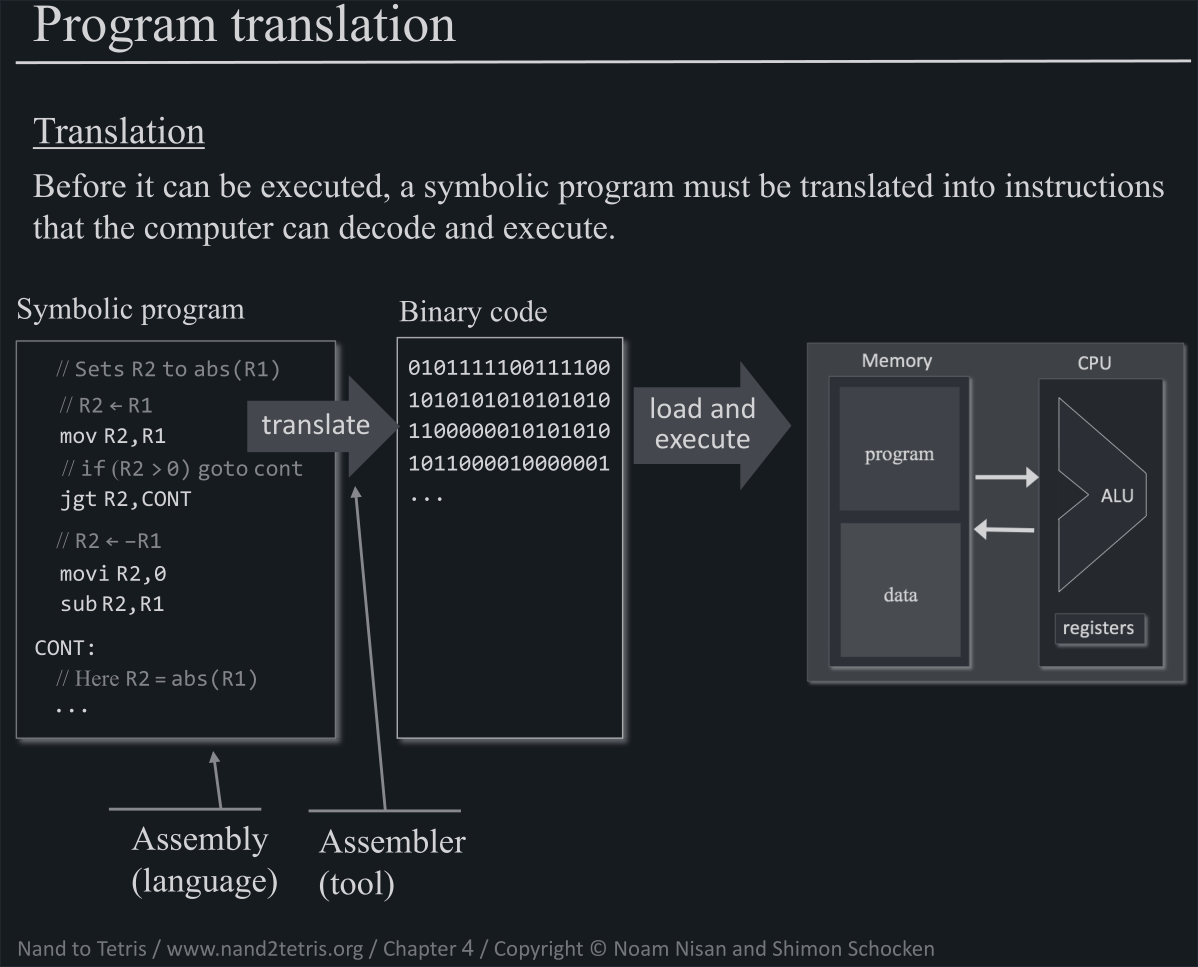 Program translation
Translation
Before it can be executed, a symbolic program must be translated into instructions
that the computer can decode and execute.
Symbolic program
// Sets R2 to abs(R1)
// R2 ← R1
mov R2,R1
// if (R2 > 0) goto cont
jgt R2,CONT
// R2 ← –R1
movi R2,0
sub R2,R1
CONT:
// Here R2 = abs(R1)
...
translate
Binary code
0101111100111100
1010101010101010
1100000010101010
1011000010000001
...
load and
execute
Memory
program
data
CPU
ALU
registers
Assembly
(language)
Assembler
(tool)
Nand to Tetris / www.nand2tetris.org / Chapter 4 / Copyright © Noam Nisan and Shimon Schocken